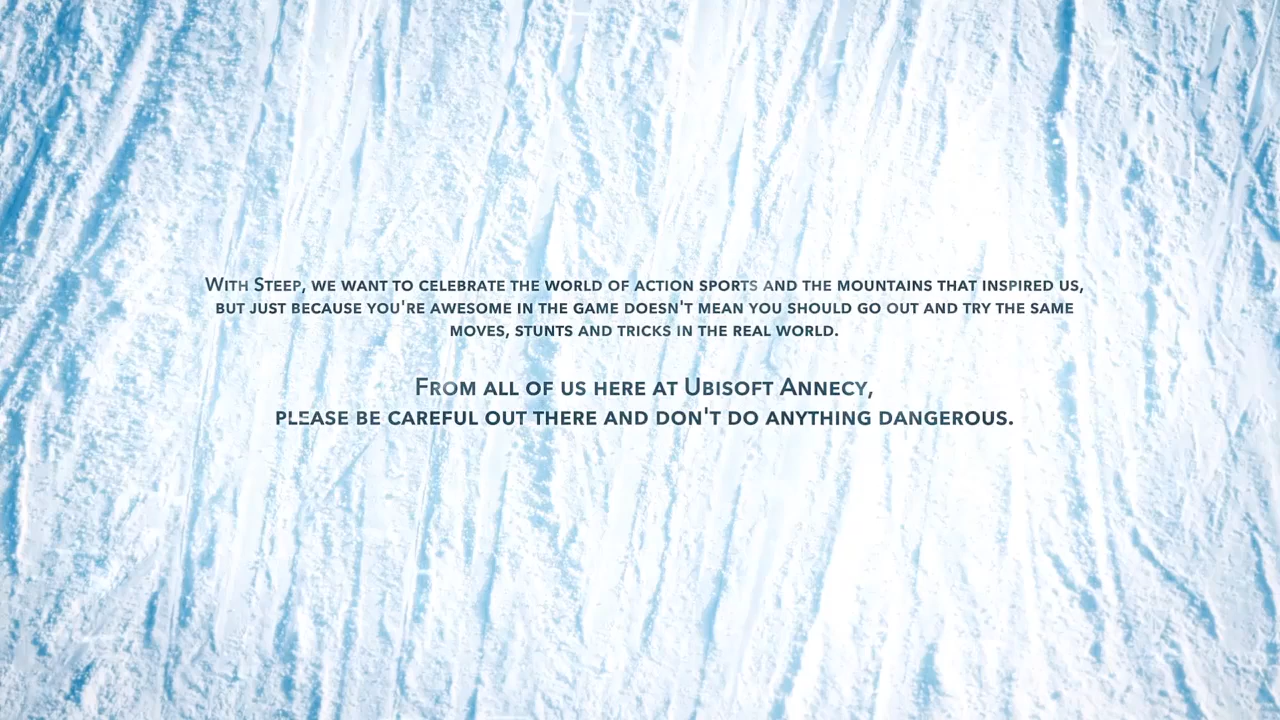 With Steep, we want to celebrate the world of action sports and the mountains that inspired us,
but just because you're awesome in the game doesn't mean you should go out and try the same
moves, stunts and tricks in the real world.
From all of us here at Ubisoft Annecy,
please be careful out there and don't do anything dangerous.